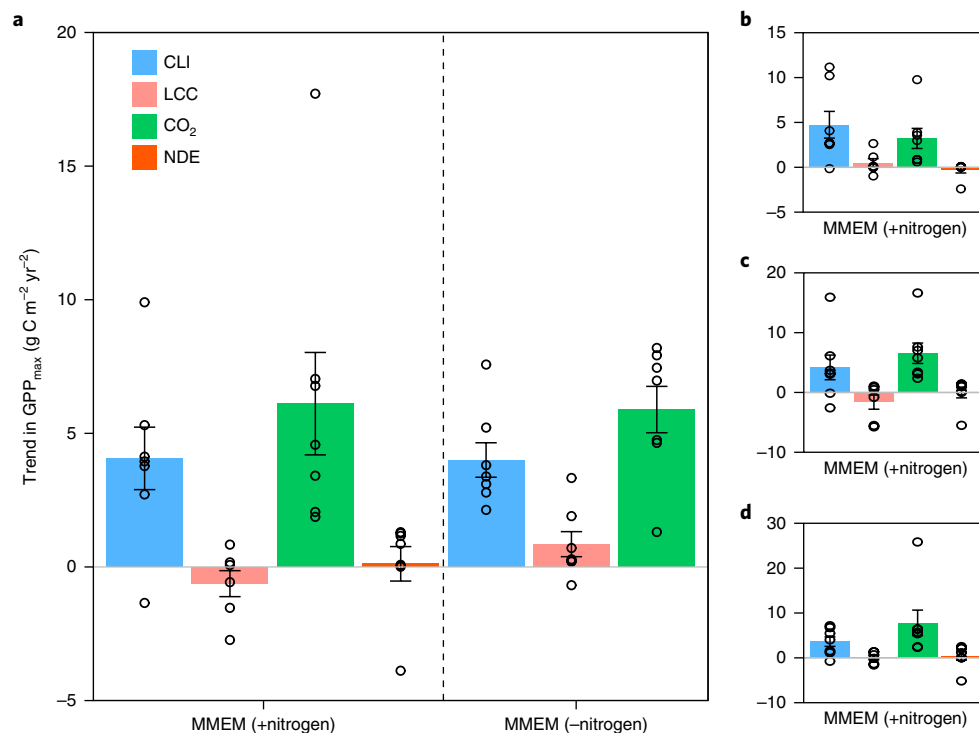 a
20
15
10
5
0
−5
Trend in GPPmax (g C m−2 yr−2)
CLI
LCC
CO2
NDE
MMEM (+nitrogen)
MMEM (−nitrogen)
b
15
10
5
0
−5
MMEM (+nitrogen)
c
20
10
0
−10
MMEM (+nitrogen)
d
30
20
10
0
−10
MMEM (+nitrogen)